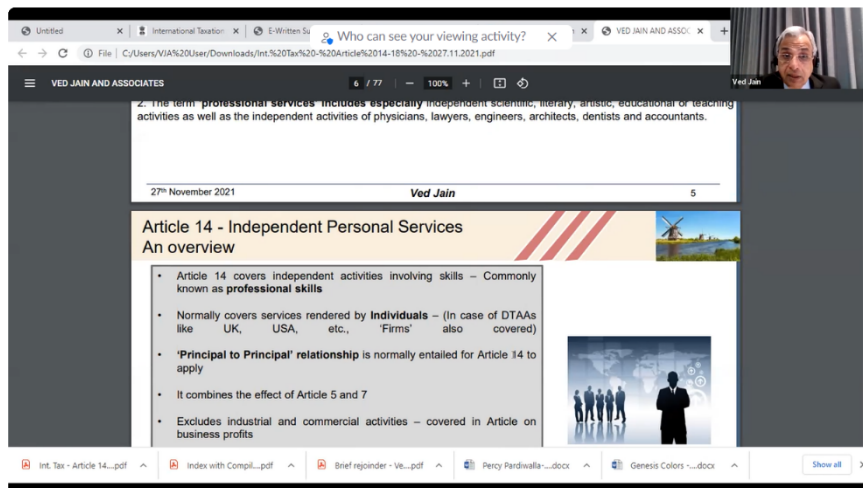 Untitled
International Taxation
E-Written Su
Who can see your viewing activity?
VED JAIN AND ASSOC
File C:/Users/VJA%20User/Downloads/Int.%20Tax%20-%20Article%2014-18%20-%2027.11.2021.pdf
VED JAIN AND ASSOCIATES
6 / 77
100%
Ved Jain
2. The term 'professional services' includes especially independent scientific, literary, artistic, educational or teaching
activities as well as the independent activities of physicians, lawyers, engineers, architects, dentists and accountants.
27th November 2021
Ved Jain
5
Article 14 - Independent Personal Services
An overview
• Article 14 covers independent activities involving skills – Commonly
known as professional skills
• Normally covers services rendered by Individuals – (In case of DTAAs
like UK, USA, etc., 'Firms' also covered)
• 'Principal to Principal' relationship is normally entailed for Article 14 to
apply
• It combines the effect of Article 5 and 7
• Excludes industrial and commercial activities – covered in Article on
business profits
Int. Tax - Article 14....pdf
Index with Compil....pdf
Brief rejoinder - Ve....pdf
Percy Pardiwalla-....docx
Genesis Colors -....docx
Show all